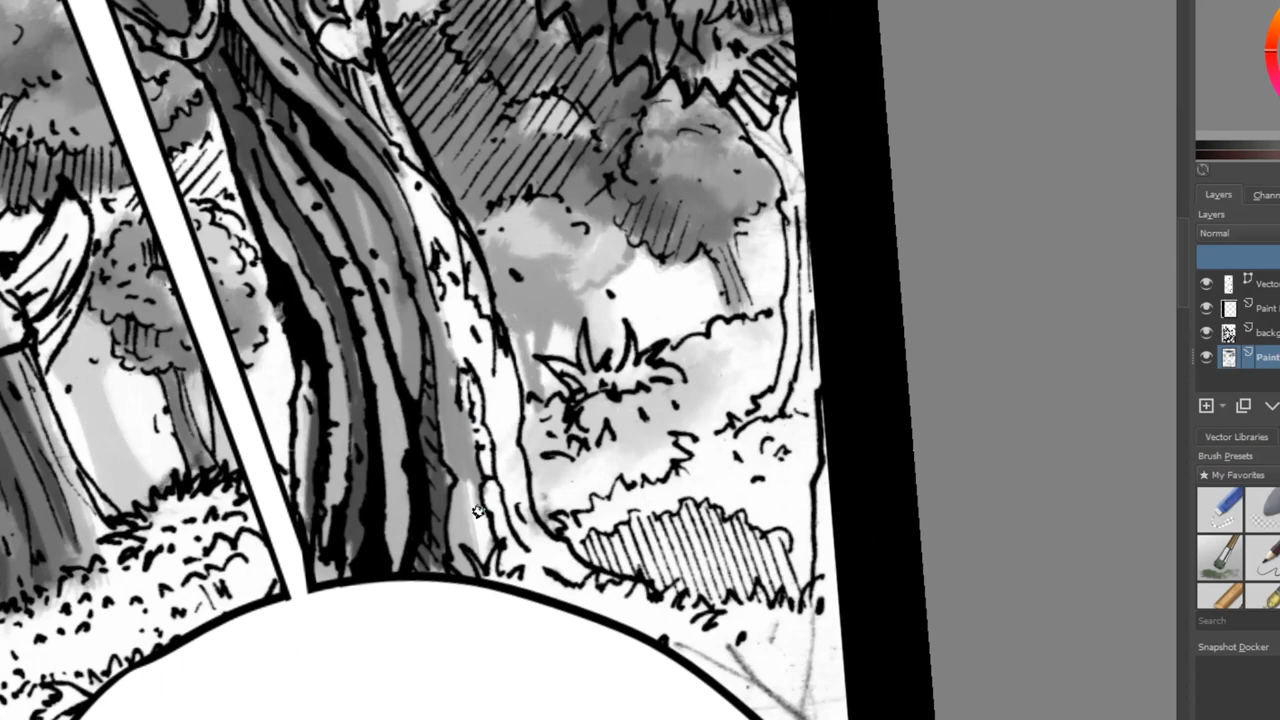 Layers
Chann
Layers
Normal
Vecto
Paint
backg
Paint
Vector Libraries
Brush Presets
My Favorites
Search
Snapshot Docker